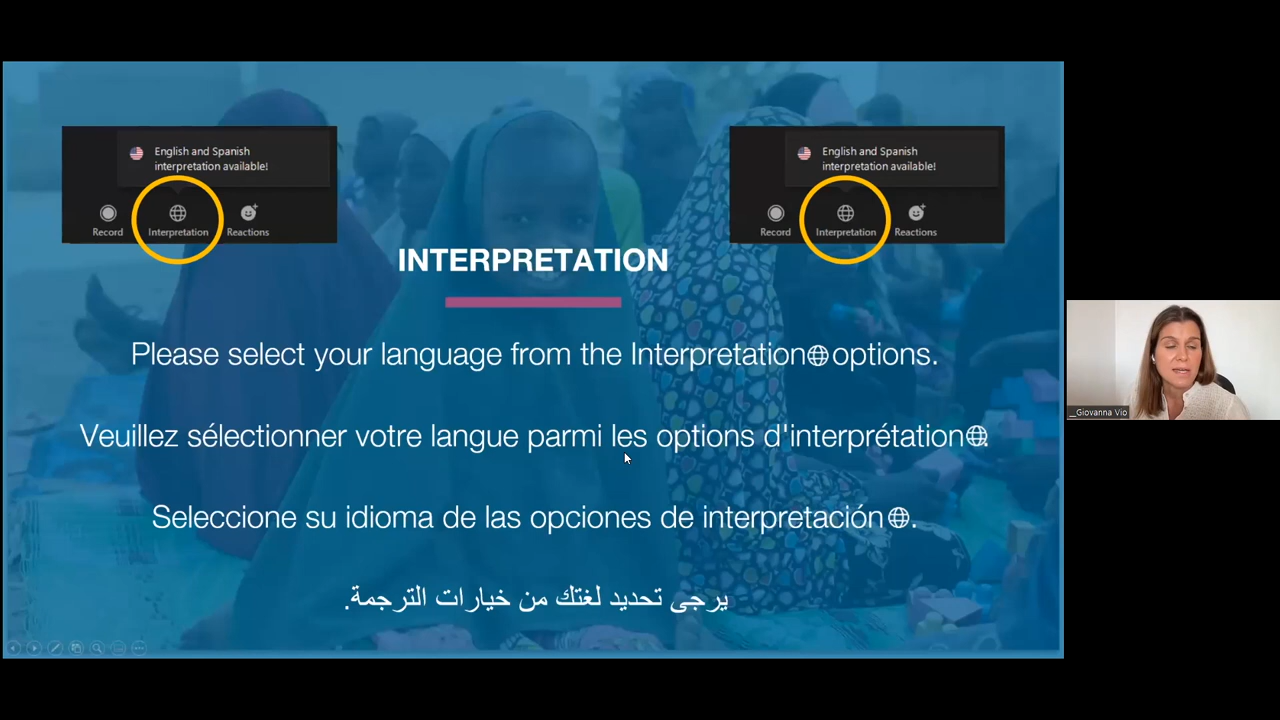 English and Spanish
interpretation available!
Record Interpretation Reactions
English and Spanish
interpretation available!
Record Interpretation Reactions
INTERPRETATION
Please select your language from the Interpretation options.
Veuillez sélectionner votre langue parmi les options d'interprétation.
Seleccione su idioma de las opciones de interpretación.
يرجى تحديد لغتك من خيارات الترجمة.
_Giovanna Vio